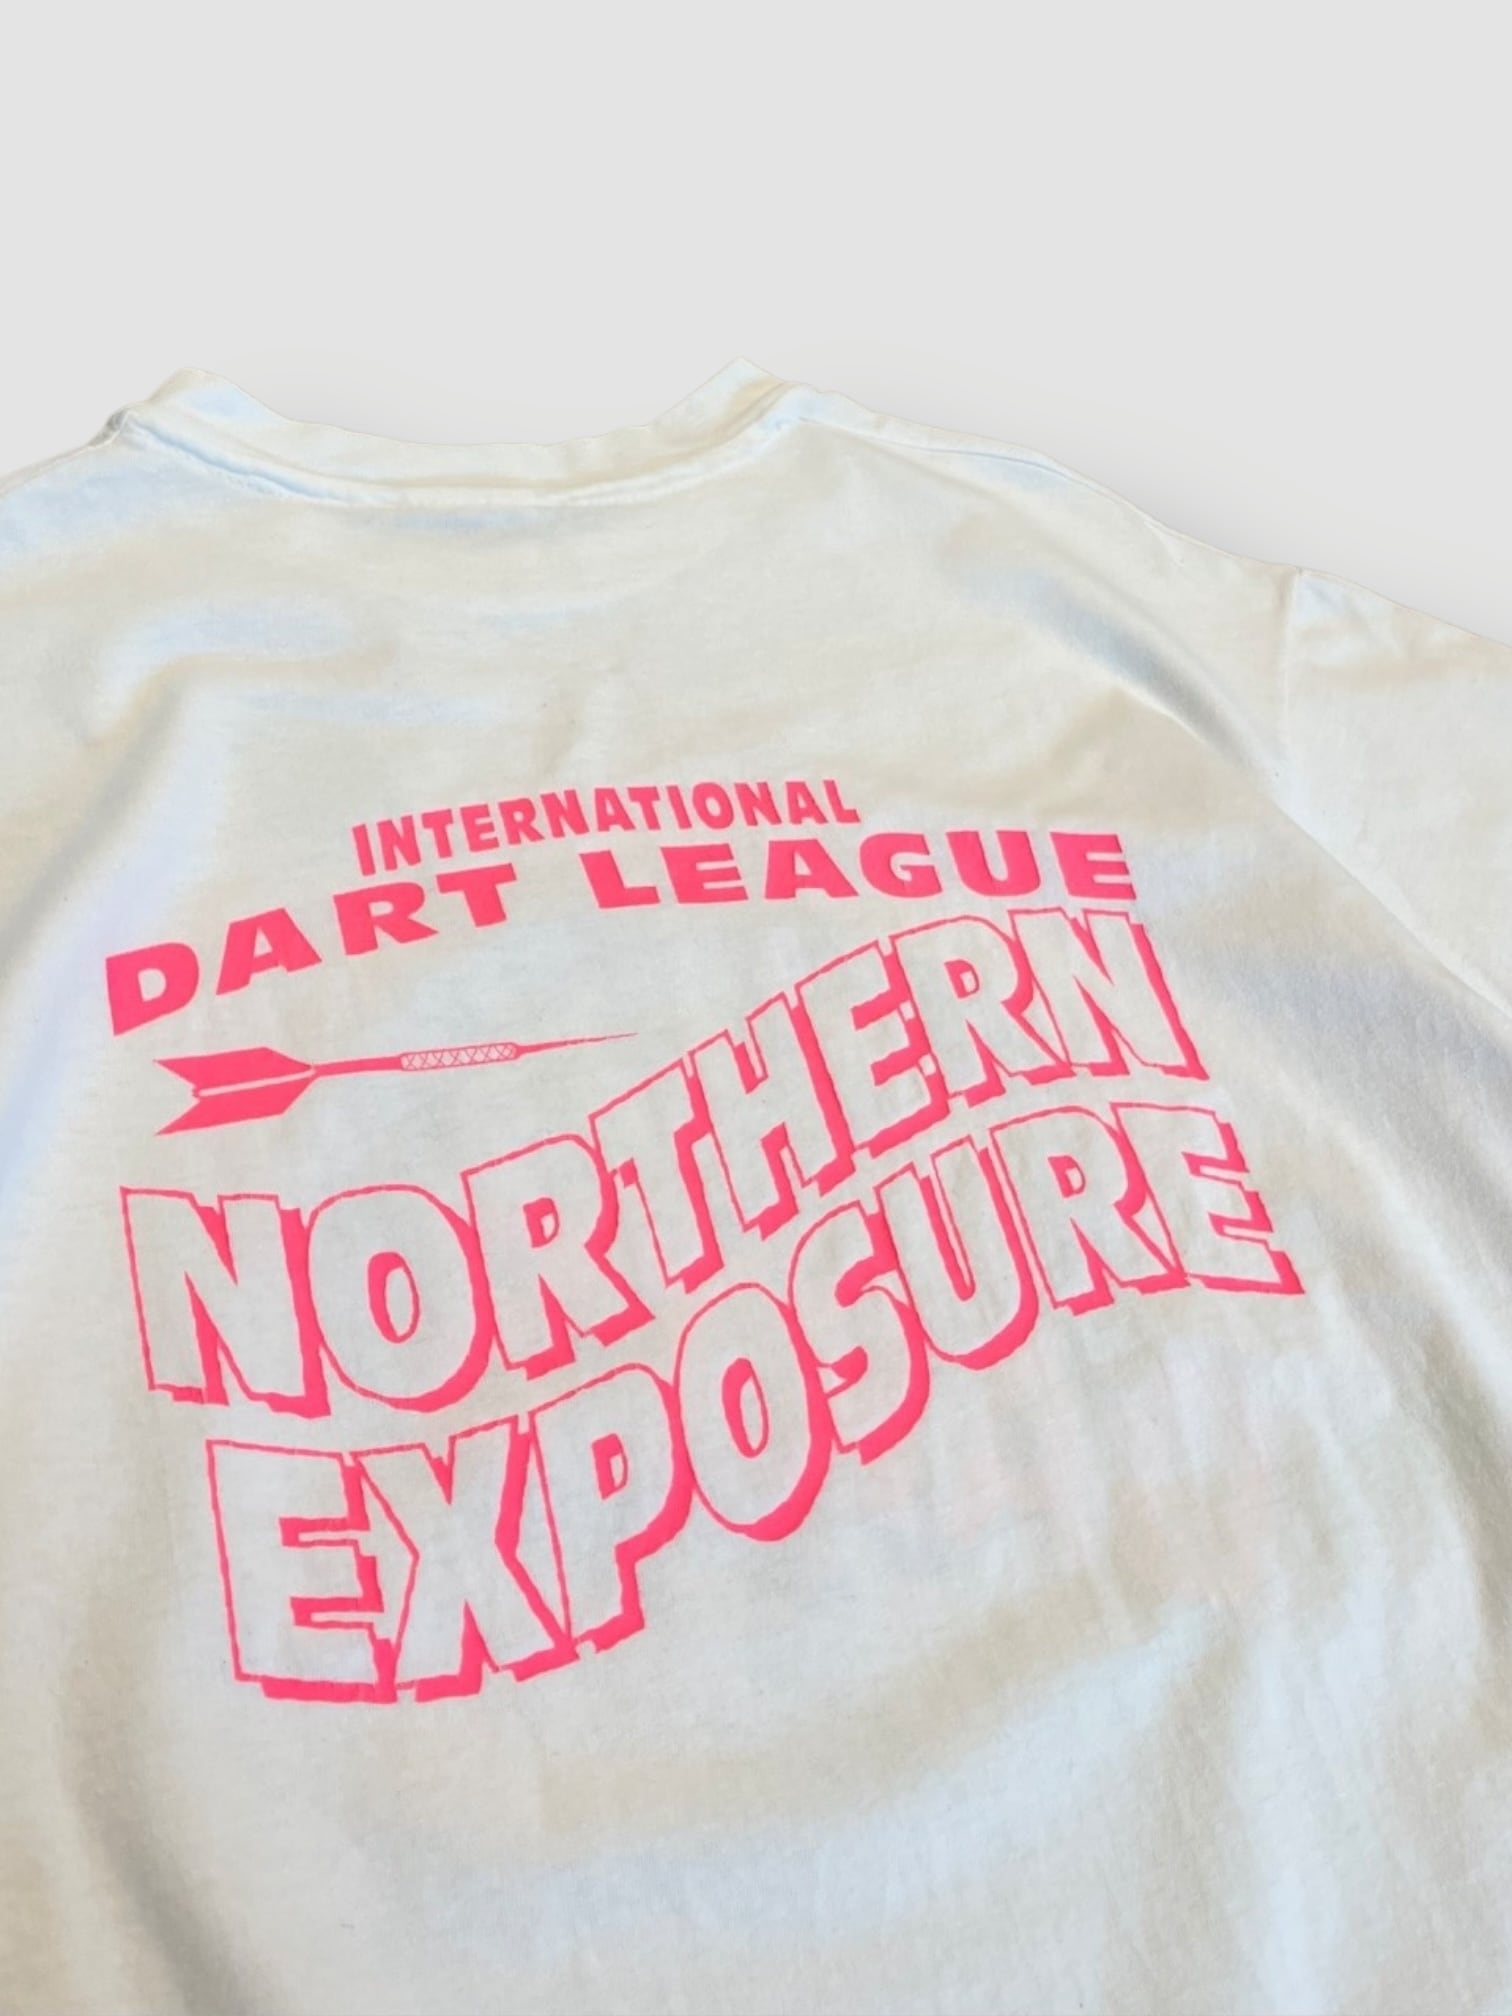 INTERNATIONAL
DART LEAGUE
NORTHERN
EXPOSURE